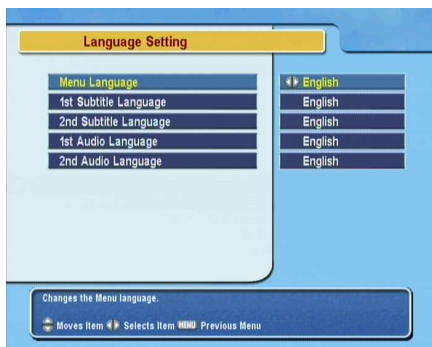 Language Setting
Menu Language English
1st Subtitle Language English
2nd Subtitle Language English
1st Audio Language English
2nd Audio Language English
Changes the Menu language.
Moves Item Selects Item MENU Previous Menu